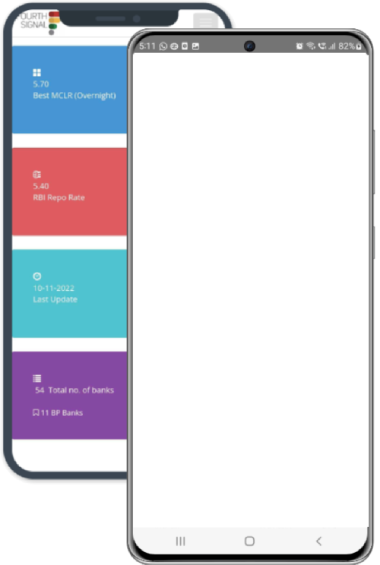 OURTH
SIGNAL
5.70
Best MCLR (Overnight)
5.40
RBI Repo Rate
10-11-2022
Last Update
54 Total no. of banks
11 BP Banks
5:11
82%